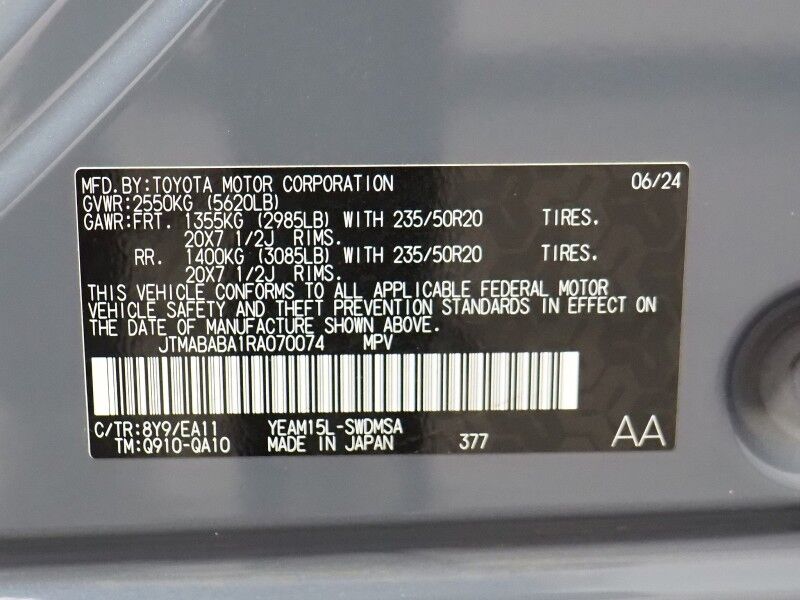 MFD.BY:TOYOTA MOTOR CORPORATION 06/24
GVWR:2550KG (5620LB)
GAWR:FRT. 1355KG (2985LB) WITH 235/50R20 TIRES.
20X7 1/2J RIMS.
RR. 1400KG (3085LB) WITH 235/50R20 TIRES.
20X7 1/2J RIMS.
THIS VEHICLE CONFORMS TO ALL APPLICABLE FEDERAL MOTOR
VEHICLE SAFETY AND THEFT PREVENTION STANDARDS IN EFFECT ON
THE DATE OF MANUFACTURE SHOWN ABOVE.
JTMABABA1RA070074 MPV
C/TR:8Y9/EA11 YEAM15L-SWDMSA
TM:Q910-QA10 MADE IN JAPAN 377 AA